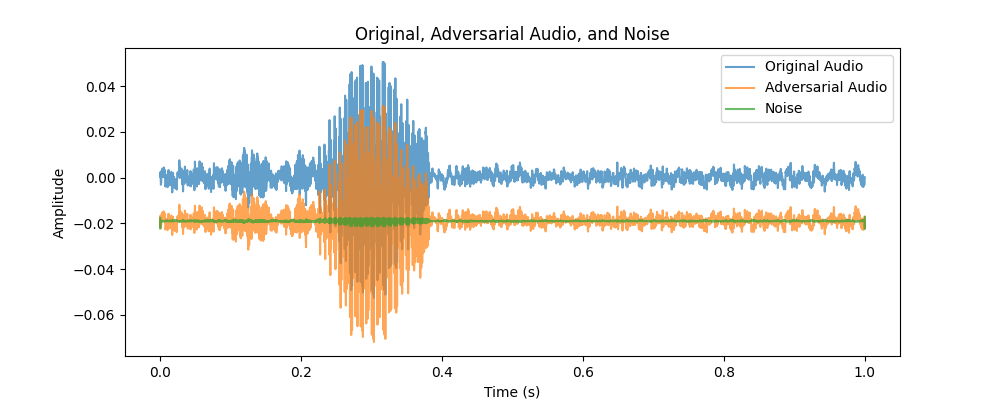 Original, Adversarial Audio, and Noise
Original Audio
Adversarial Audio
Noise
Amplitude
0.04
0.02
0.00
−0.02
−0.04
−0.06
0.0 0.2 0.4 0.6 0.8 1.0
Time (s)